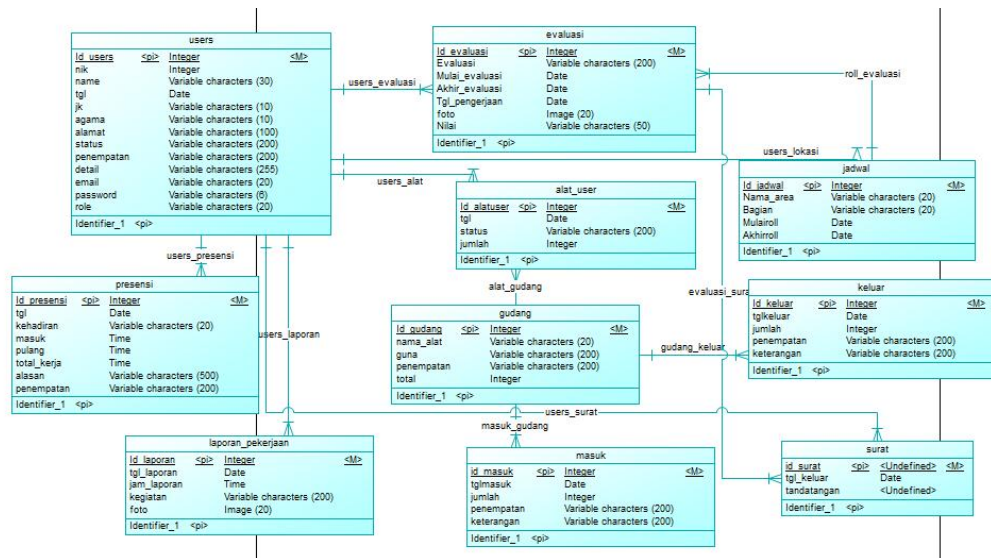 users
Id_users <pi> Integer <M>
nik Integer
name Variable characters (30)
tgl Date
jk Variable characters (10)
agama Variable characters (10)
alamat Variable characters (100)
status Variable characters (200)
penempatan Variable characters (200)
detail Variable characters (255)
email Variable characters (20)
password Variable characters (6)
role Variable characters (20)
Identifier_1 <pi>
users_evaluasi
evaluasi
Id_evaluasi <pi> Integer <M>
Evaluasi Variable characters (200)
Mulai_evaluasi Date
Akhir_evaluasi Date
Tgl_pengerjaan Date
foto Image (20)
Nilai Variable characters (50)
Identifier_1 <pi>
roll_evaluasi
users_lokasi
users_alat
jadwal
Id_jadwal <pi> Integer <M>
Nama_area Variable characters (20)
Bagian Variable characters (20)
Mulairoll Date
Akhirroll Date
Identifier_1 <pi>
alat_user
Id_alatuser <pi> Integer <M>
tgl Date
status Variable characters (200)
jumlah Integer
Identifier_1 <pi>
users_presensi
presensi
Id_presensi <pi> Integer <M>
tgl Date
kehadiran Variable characters (20)
masuk Time
pulang Time
total_kerja Time
alasan Variable characters (500)
penempatan Variable characters (200)
Identifier_1 <pi>
users_laporan
alat_gudang
evaluasi_sura
gudang
Id_gudang <pi> Integer <M>
nama_alat Variable characters (20)
guna Variable characters (200)
penempatan Variable characters (200)
total Integer
Identifier_1 <pi>
gudang_keluar
keluar
Id_keluar <pi> Integer <M>
tglkeluar Date
jumlah Integer
penempatan Variable characters (200)
keterangan Variable characters (200)
Identifier_1 <pi>
users_surat
masuk_gudang
laporan_pekerjaan
Id_laporan <pi> Integer <M>
tgl_laporan Date
jam_laporan Time
kegiatan Variable characters (200)
foto Image (20)
Identifier_1 <pi>
masuk
id_masuk <pi> Integer <M>
tglmasuk Date
jumlah Integer
penempatan Variable characters (200)
keterangan Variable characters (200)
Identifier_1 <pi>
surat
id_surat <pi> <Undefined> <M>
tgl_keluar Date
tandatangan <Undefined>
Identifier_1 <pi>